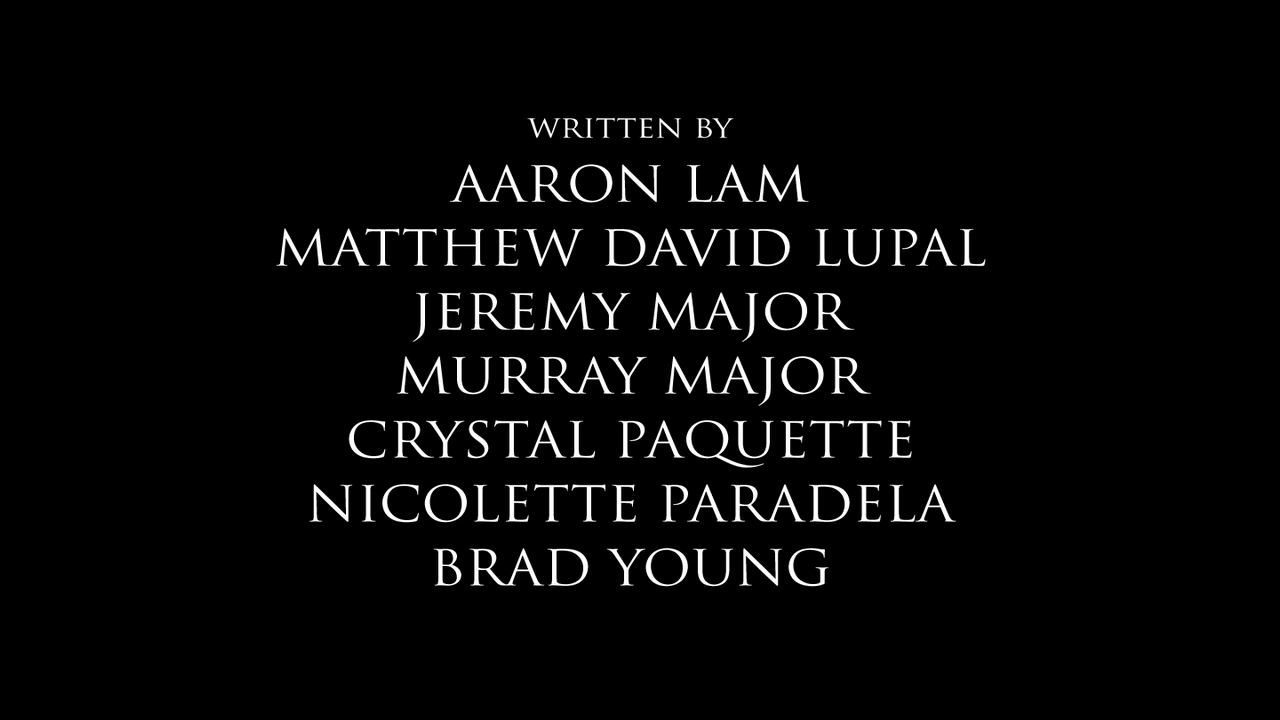 WRITTEN BY
AARON LAM
MATTHEW DAVID LUPAL
JEREMY MAJOR
MURRAY MAJOR
CRYSTAL PAQUETTE
NICOLETTE PARADELA
BRAD YOUNG